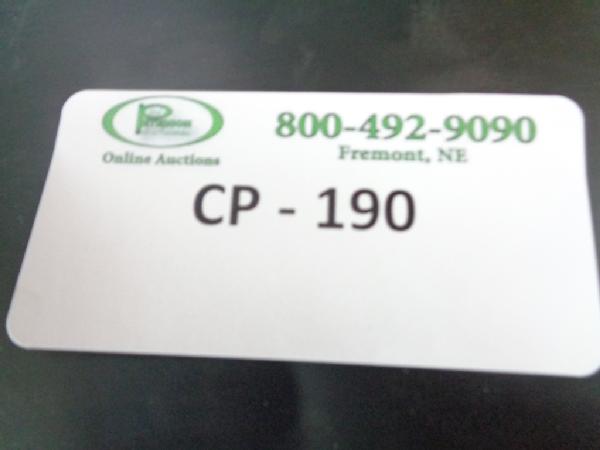 800-492-9090
Fremont, NE
Online Auctions
CP - 190